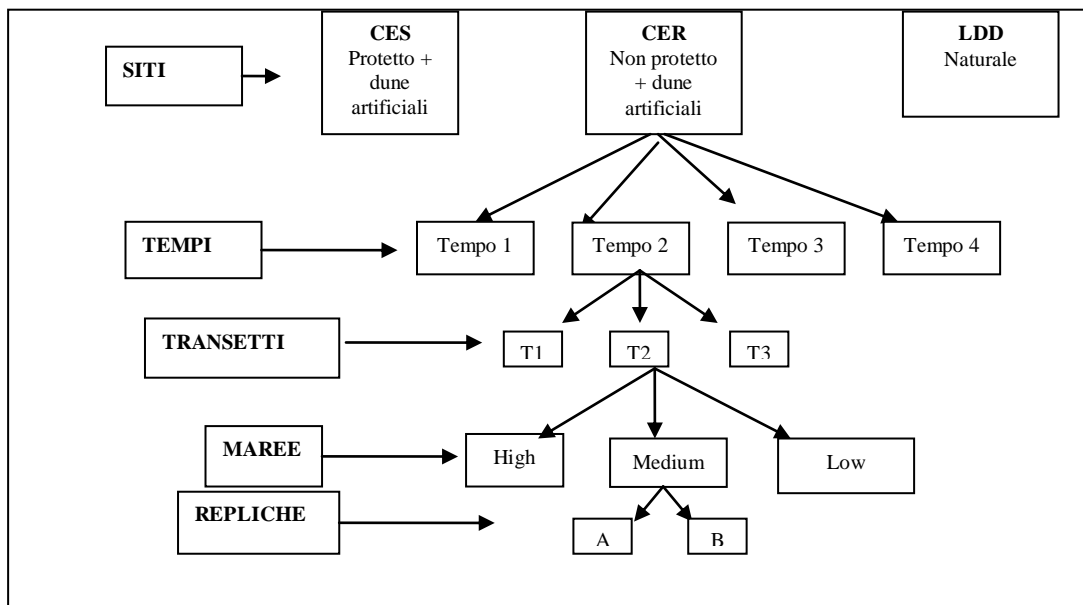 SITI
CES
Protetto +
dune
artificiali
CER
Non protetto
+ dune
artificiali
LDD
Naturale
TEMPI
Tempo 1
Tempo 2
Tempo 3
Tempo 4
TRANSETTI
T1
T2
T3
MAREE
High
Medium
Low
REPLICHE
A
B